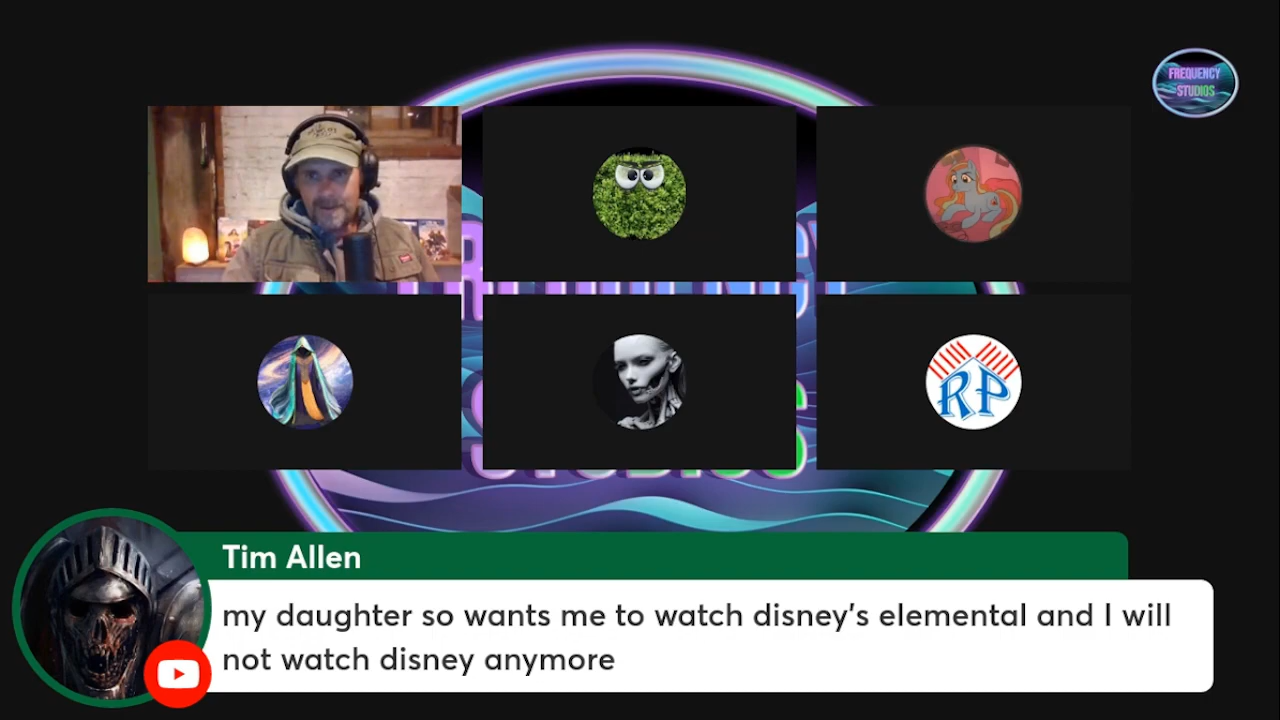 FREQUENCY
STUDIOS
RP
Tim Allen
my daughter so wants me to watch disney's elemental and I will
not watch disney anymore